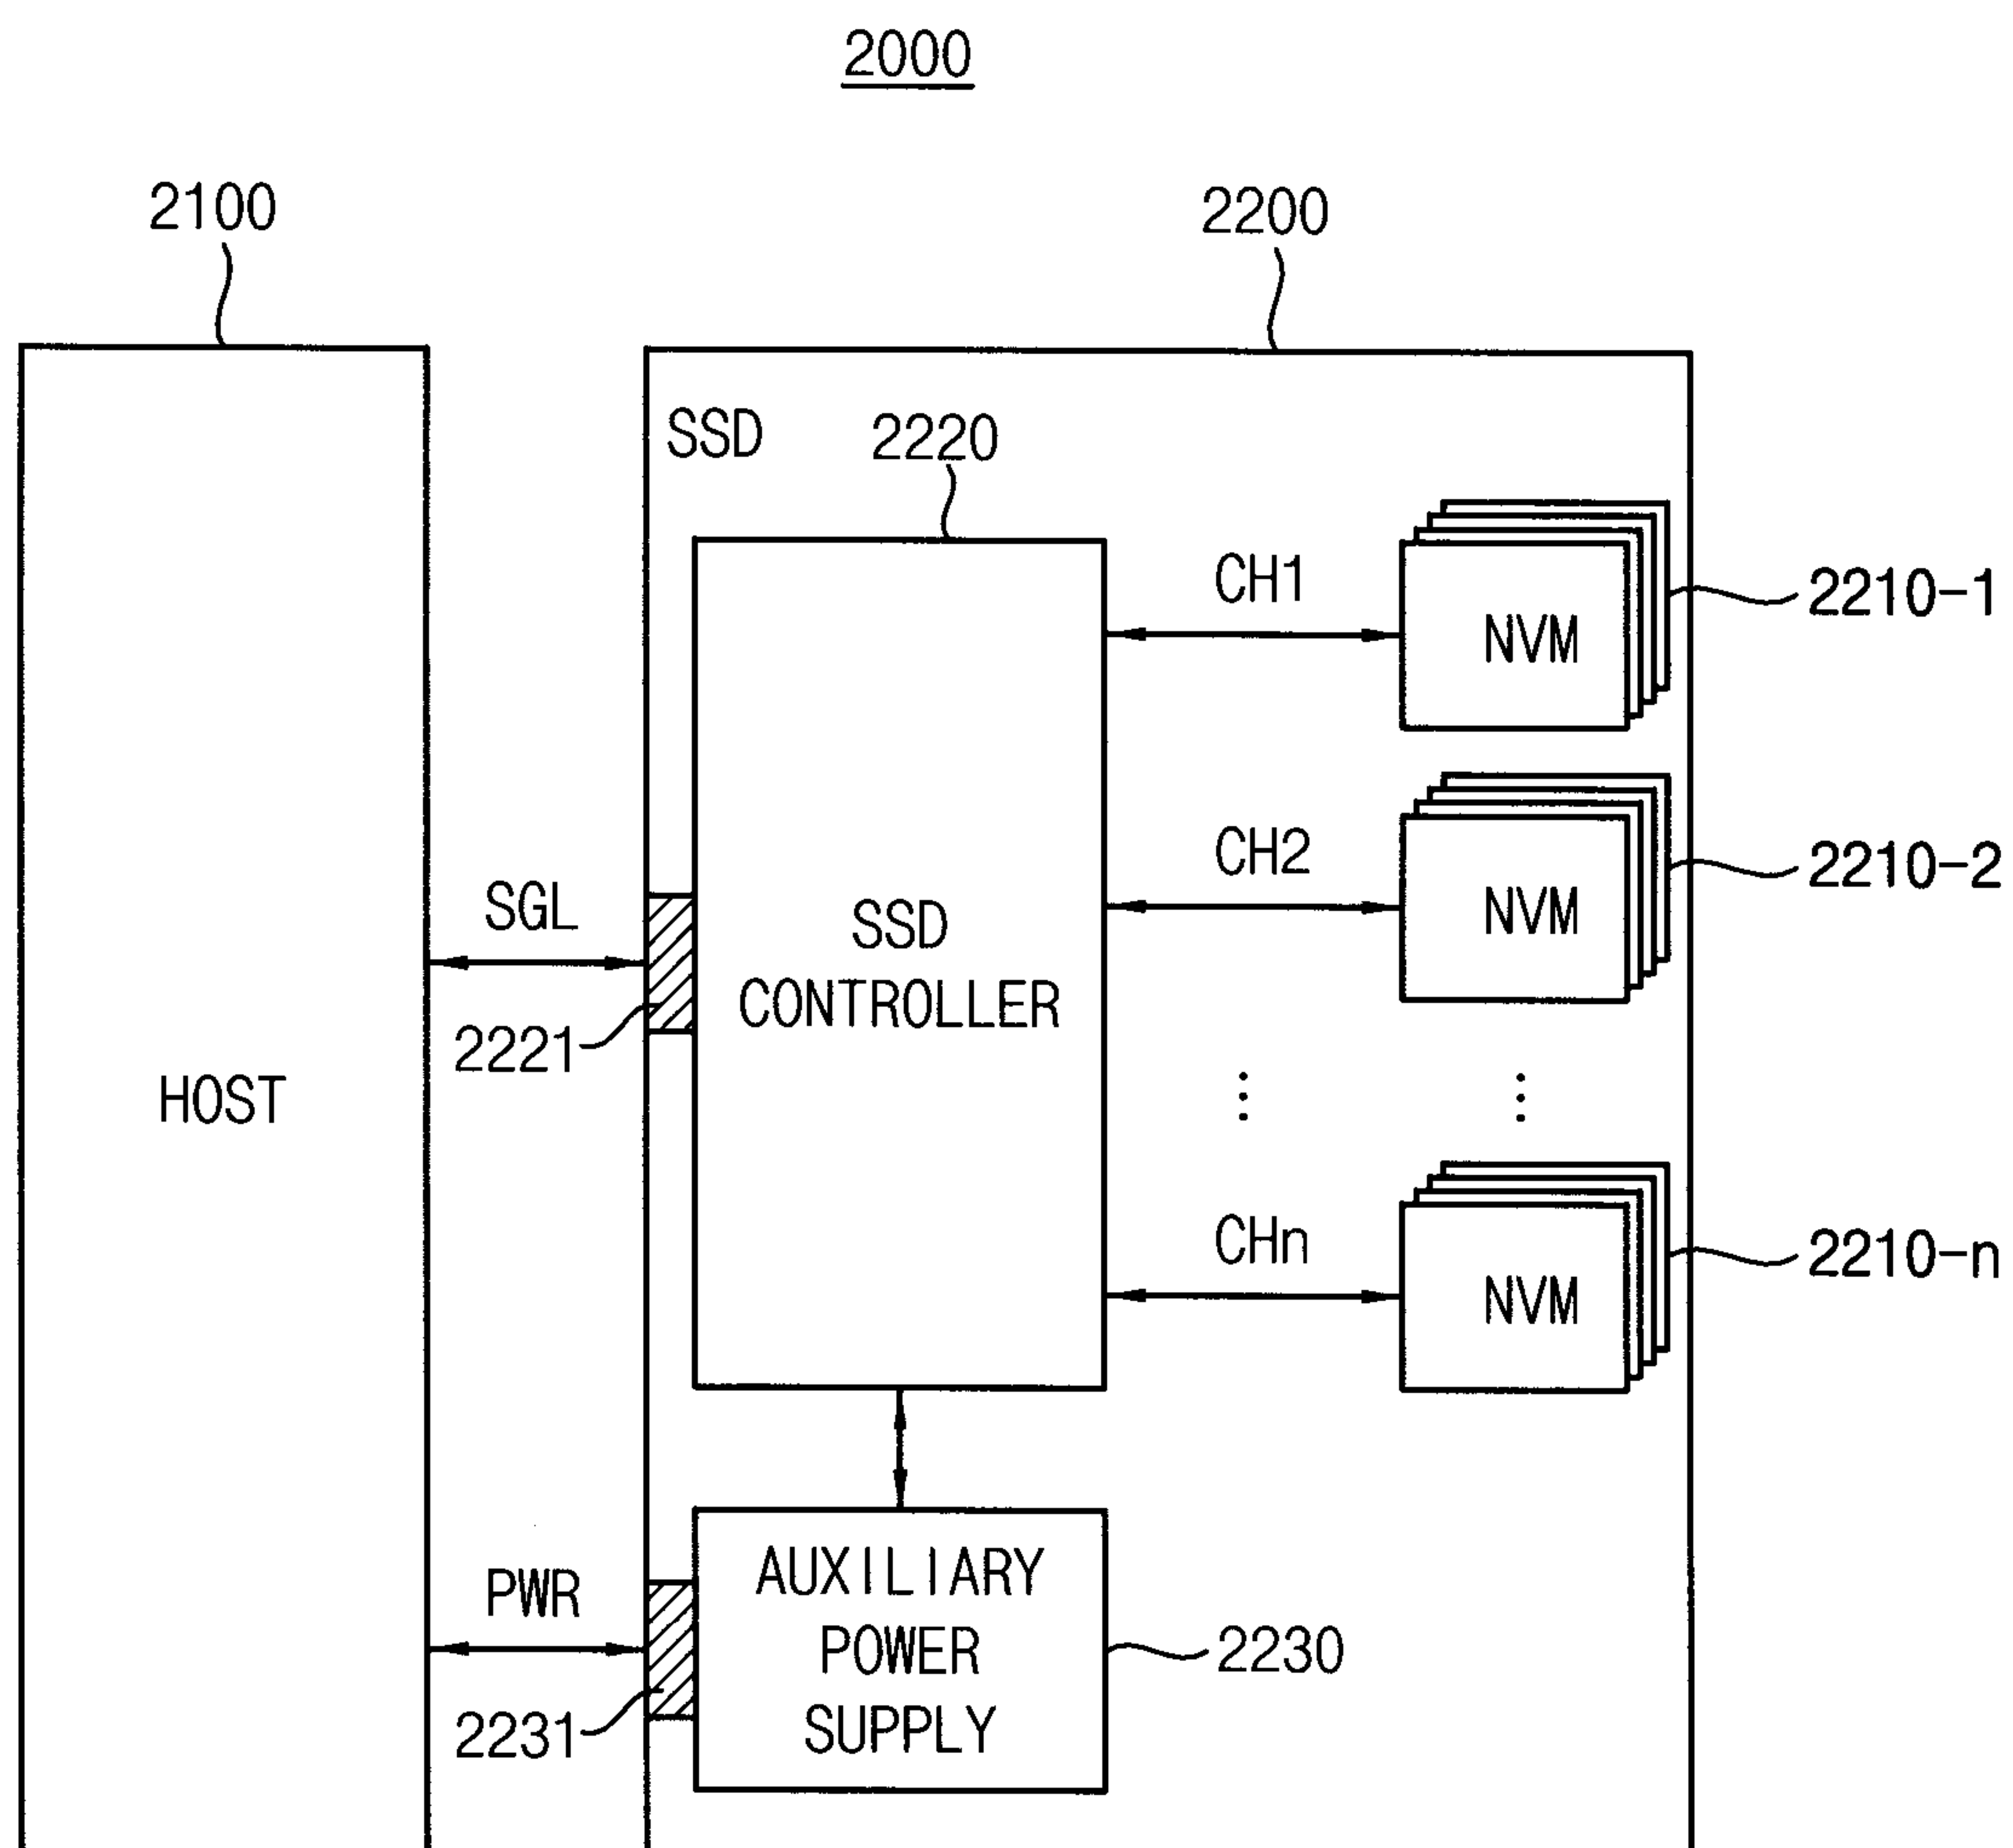 2000
2100
2200
SSD
2220
CH1
NVM
2210-1
CH2
NVM
2210-2
SGL
SSD
CONTROLLER
2221
HOST
CHn
NVM
2210-n
PWR
AUXILIARY
POWER
SUPPLY
2230
2231